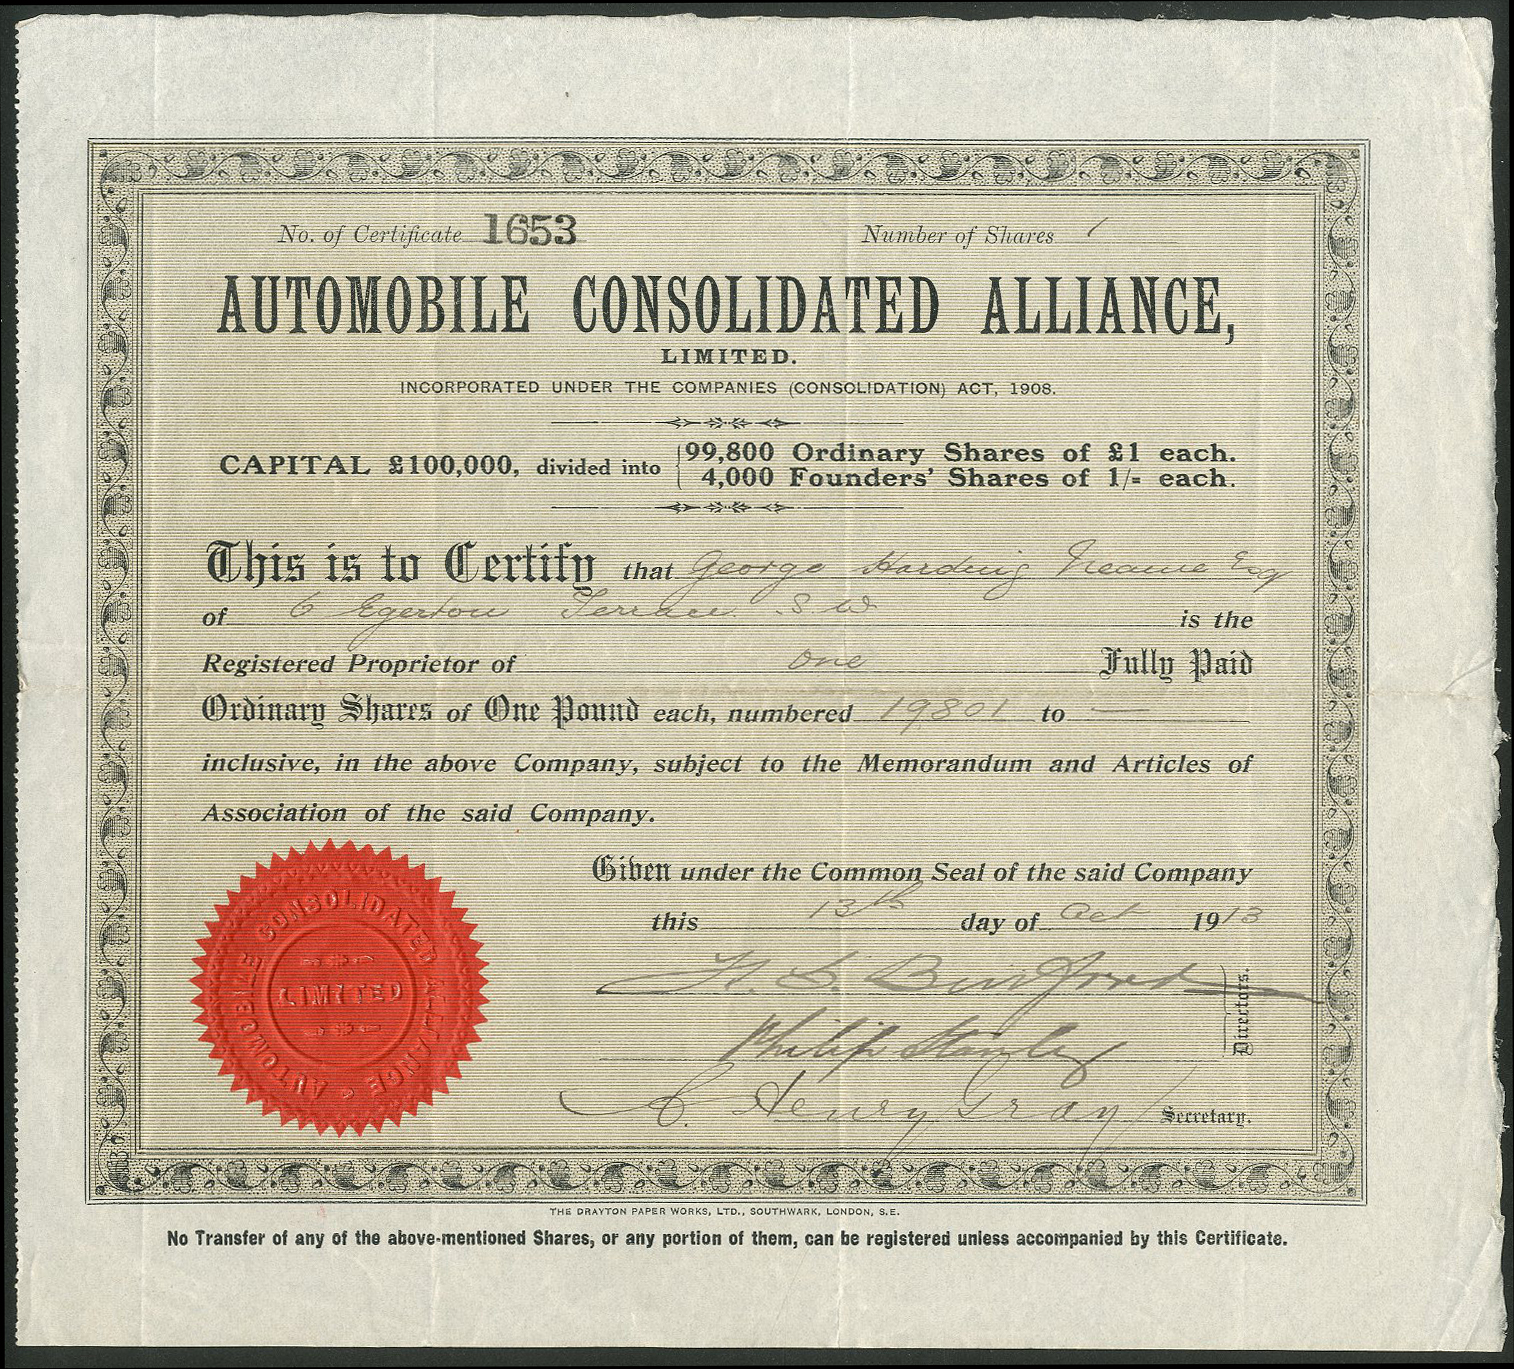 No. of Certificate 1653 Number of Shares 1
AUTOMOBILE CONSOLIDATED ALLIANCE,
LIMITED.
INCORPORATED UNDER THE COMPANIES (CONSOLIDATION) ACT, 1908.
CAPITAL £100,000, divided into 99,800 Ordinary Shares of £1 each.
4,000 Founders' Shares of 1/= each.
This is to Certify that George Harding Neame Esq
of 6 Egerton Terrace S W is the
Registered Proprietor of One Fully Paid
Ordinary Shares of One Pound each, numbered 19801 to —
inclusive, in the above Company, subject to the Memorandum and Articles of
Association of the said Company.
Given under the Common Seal of the said Company
this 13th day of Oct 1913
Philip Stanley
Directors.
C. Henry Gray Secretary.
AUTOMOBILE CONSOLIDATED ALLIANCE
LIMITED
THE DRAYTON PAPER WORKS, LTD., SOUTHWARK, LONDON, S.E.
No Transfer of any of the above-mentioned Shares, or any portion of them, can be registered unless accompanied by this Certificate.